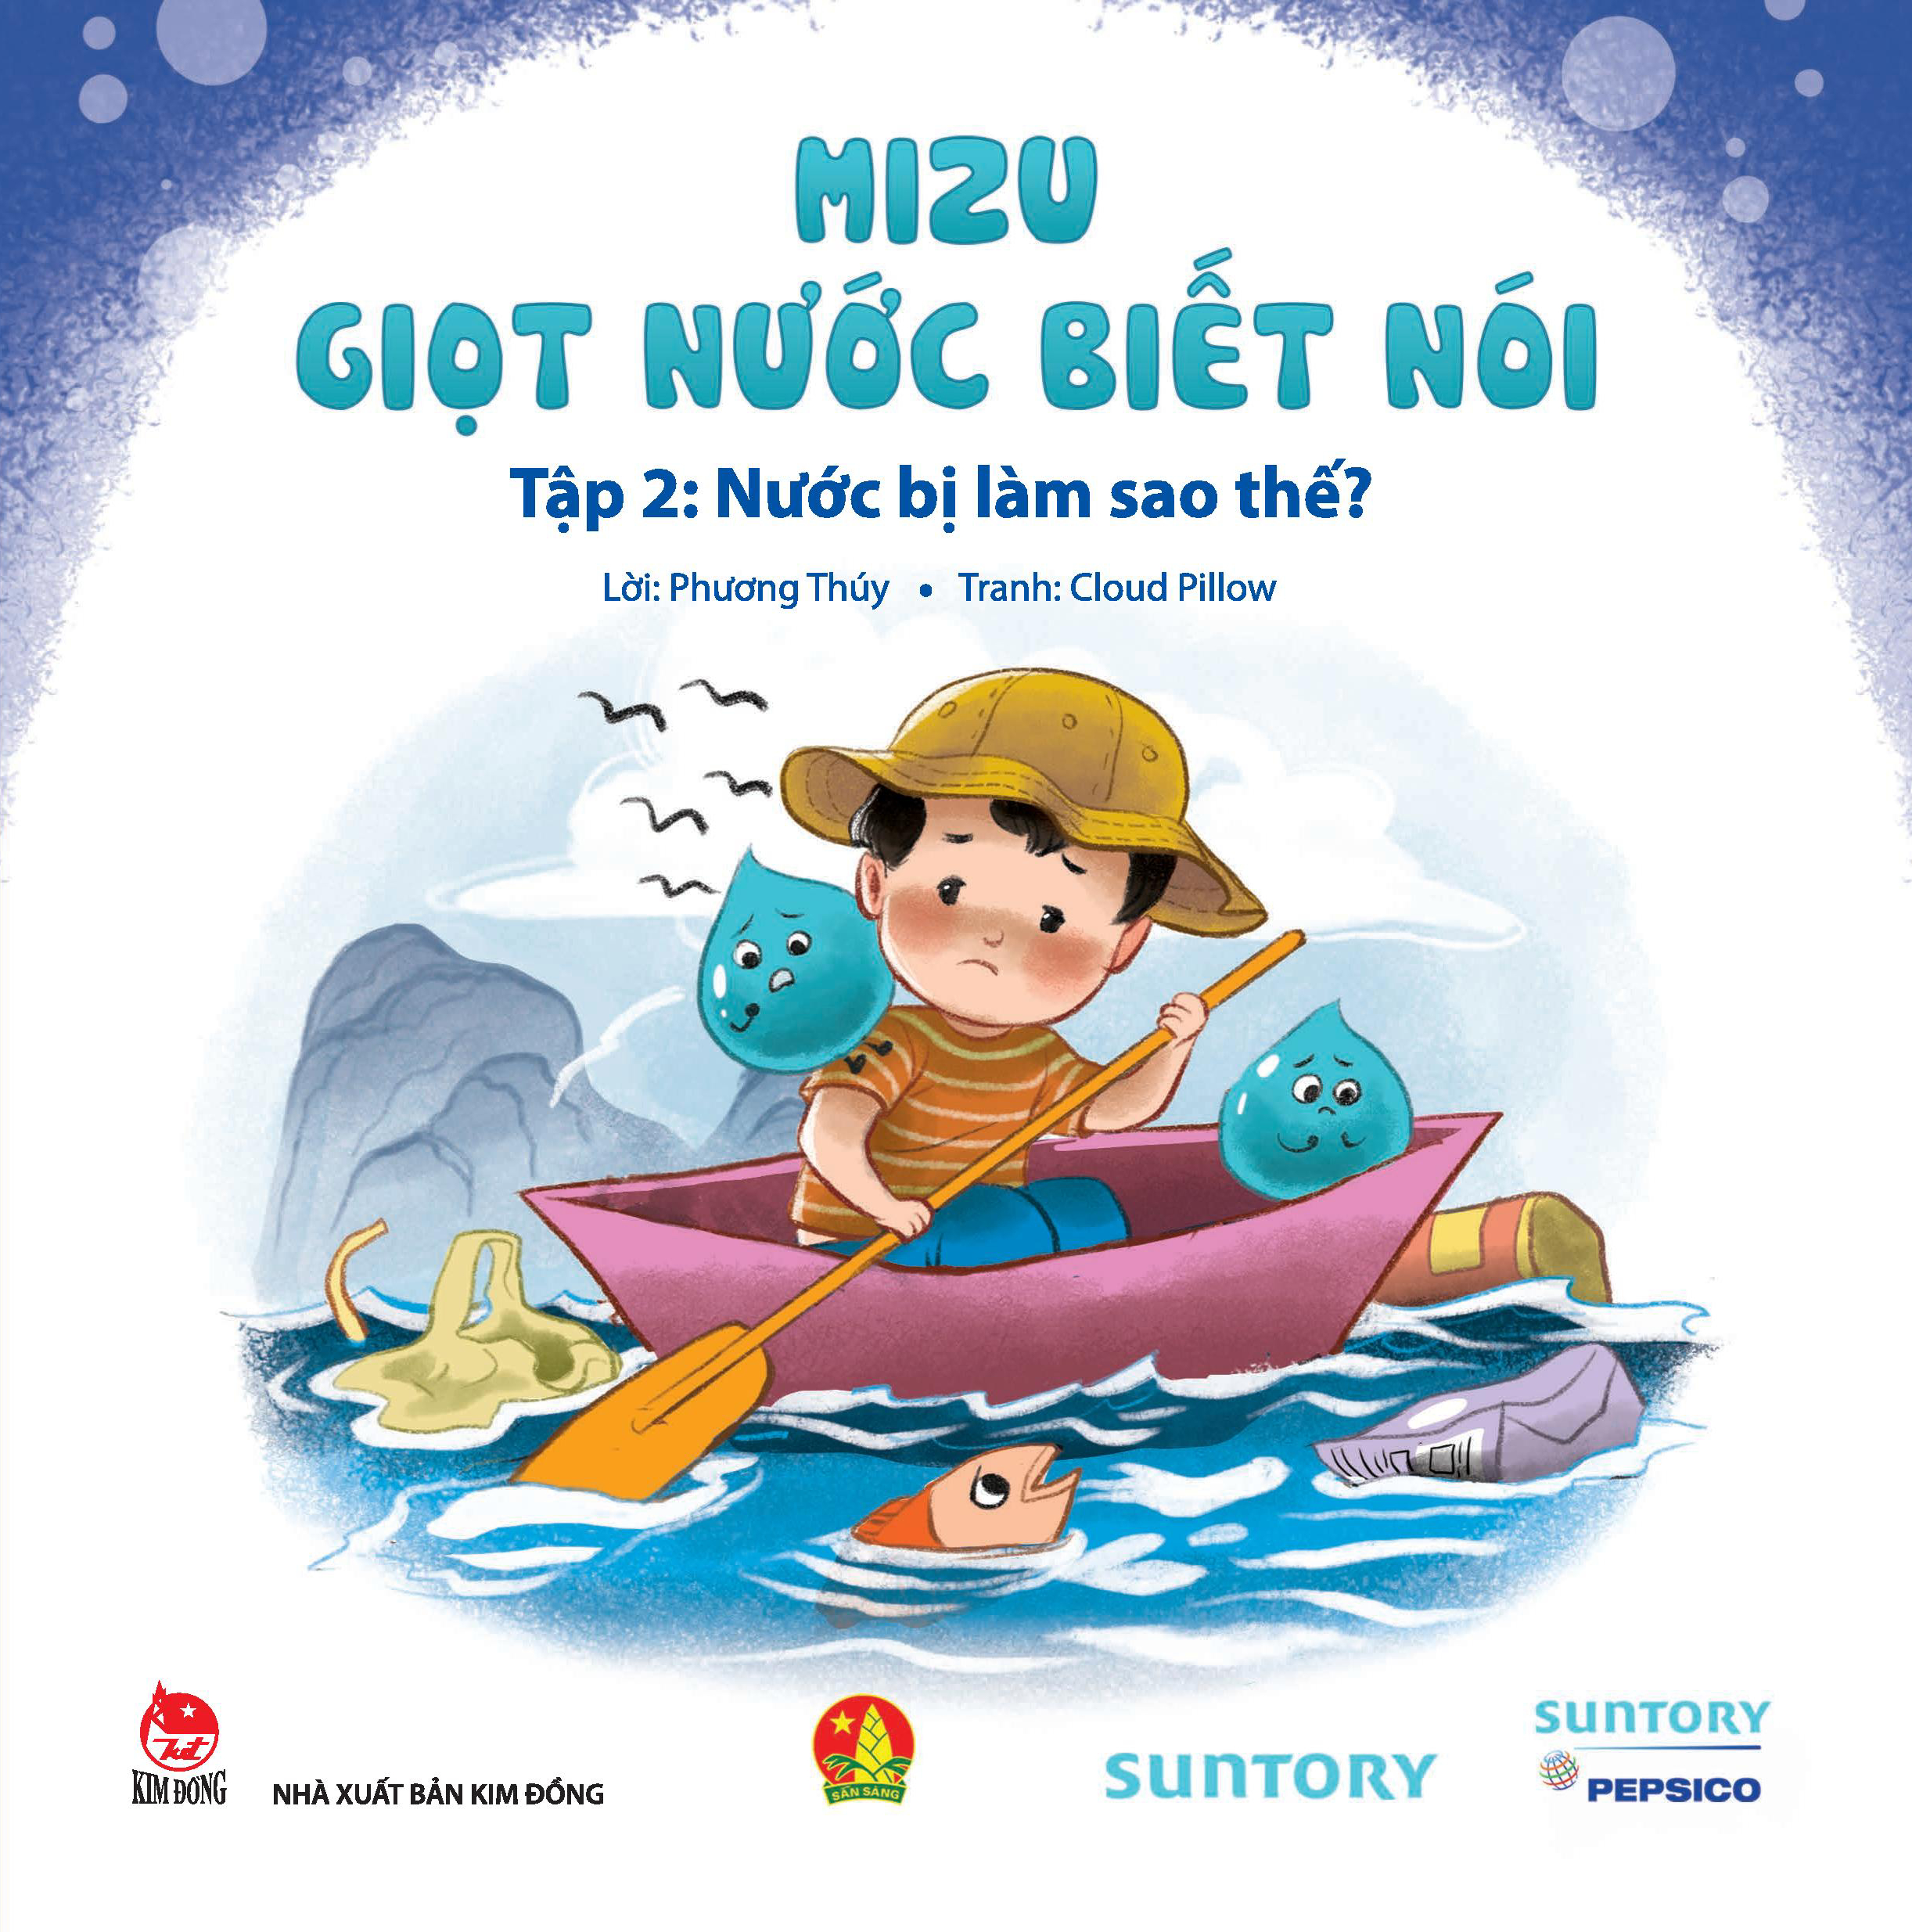 MIZU
GIỌT NƯỚC BIẾT NÓI
Tập 2: Nước bị làm sao thế?
Lời: Phương Thúy • Tranh: Cloud Pillow
kđ
KIM ĐỒNG
NHÀ XUẤT BẢN KIM ĐỒNG
SẴN SÀNG
SUNTORY
SUNTORY
PEPSICO